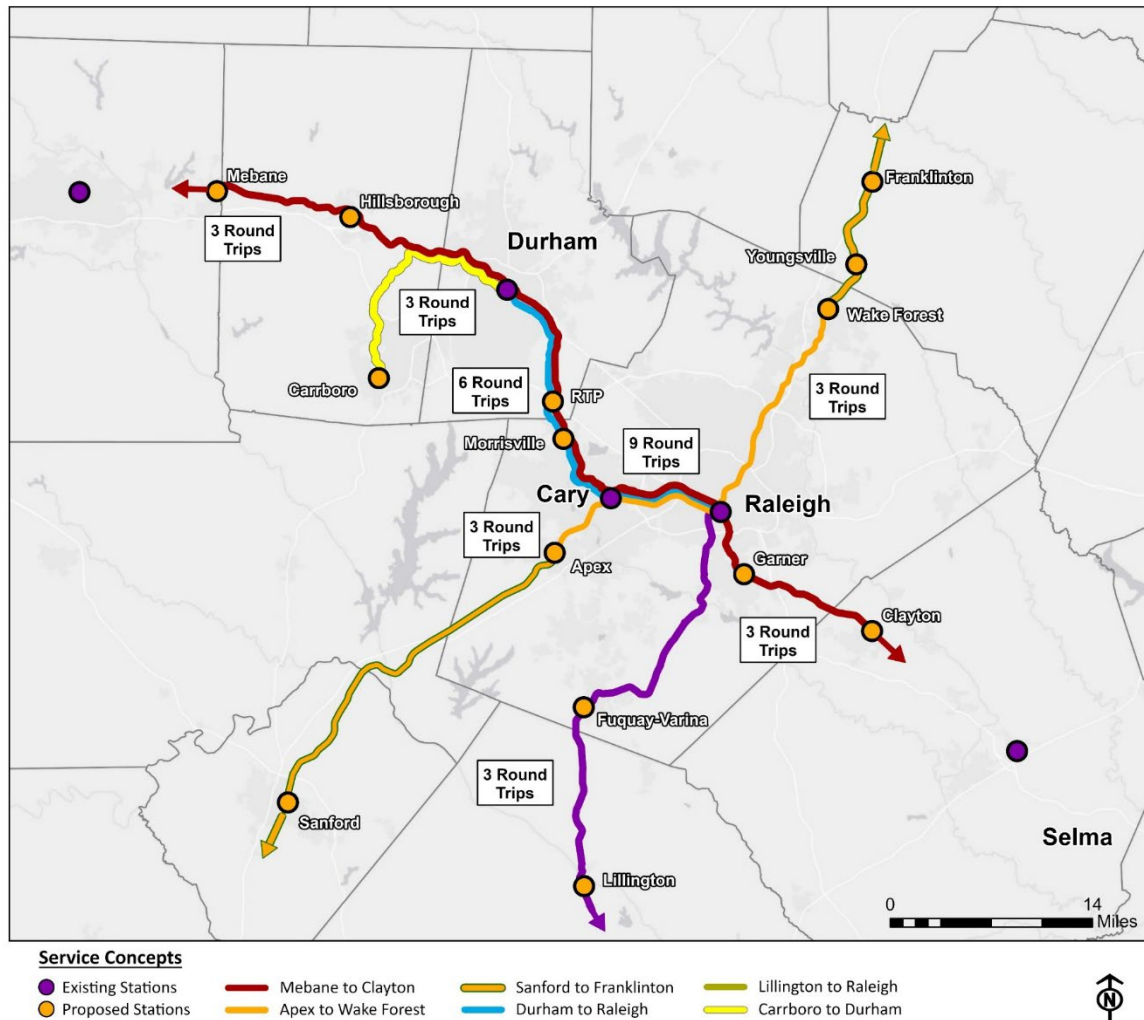 Mebane
Hillsborough
3 Round
Trips
Durham
Franklinton
Youngsville
Wake Forest
3 Round
Trips
Carrboro
6 Round
Trips
RTP
3 Round
Trips
Morrisville
9 Round
Trips
Cary
Raleigh
3 Round
Trips
Apex
Garner
Clayton
3 Round
Trips
Fuquay-Varina
3 Round
Trips
Sanford
Selma
Lillington
0
14
Miles
Service Concepts
Existing Stations
Mebane to Clayton
Sanford to Franklinton
Lillington to Raleigh
Proposed Stations
Apex to Wake Forest
Durham to Raleigh
Carrboro to Durham
N